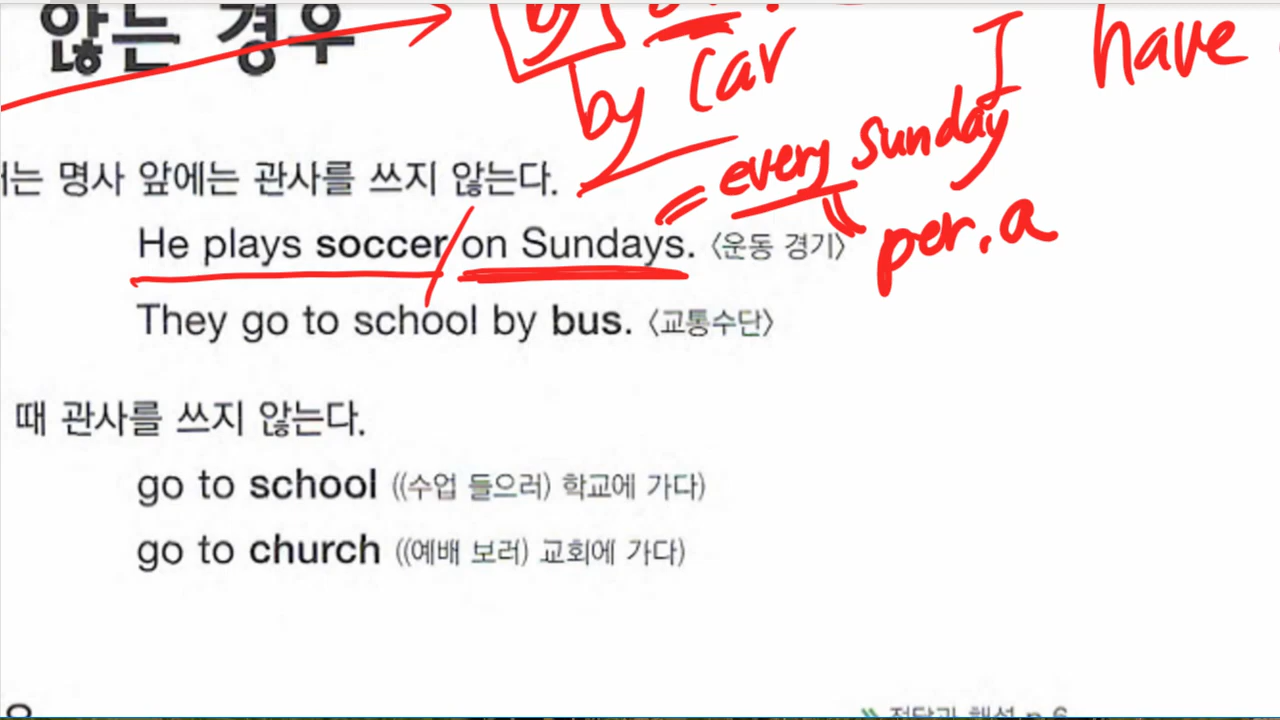 않는 경우
by
by car
I have
every Sunday
per. a
는 명사 앞에는 관사를 쓰지 않는다.
He plays soccer / on Sundays. 〈운동 경기〉
They go to school by bus. 〈교통수단〉
때 관사를 쓰지 않는다.
go to school ((수업 들으러) 학교에 가다)
go to church ((예배 보러) 교회에 가다)